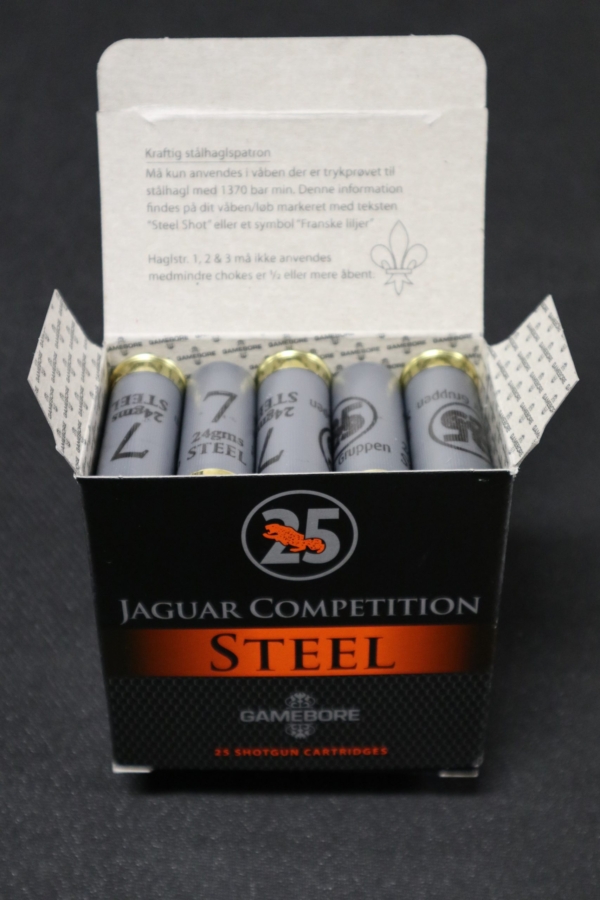 Kraftig stålhaglspatron
Må kun anvendes i våben der er trykprøvet til
stålhagl med 1370 bar min. Denne information
findes på dit våben/løb markeret med teksten
"Steel Shot" eller et symbol "Franske liljer"
Haglstr. 1, 2 & 3 må ikke anvendes
medmindre chokes er ½ eller mere åbent.
7
24gms
STEEL
7
24gms
STEEL
7
24gms
STEEL
25
Gruppen
25
Gruppen
25
JAGUAR COMPETITION
STEEL
GAMEBORE
25 SHOTGUN CARTRIDGES